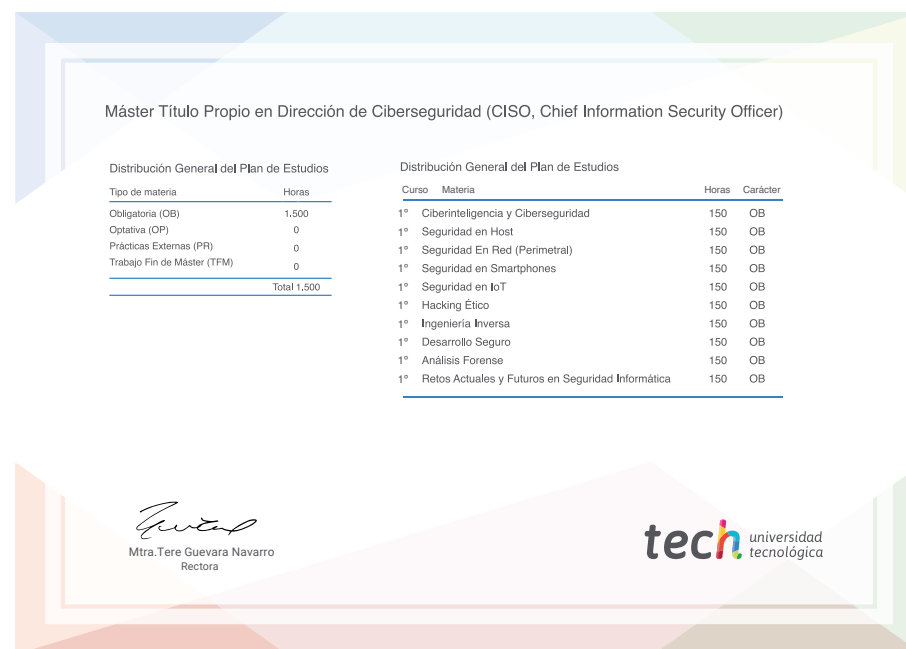 Máster Título Propio en Dirección de Ciberseguridad (CISO, Chief Information Security Officer)
Distribución General del Plan de Estudios
Tipo de materia Horas
Obligatoria (OB) 1.500
Optativa (OP) 0
Prácticas Externas (PR) 0
Trabajo Fin de Máster (TFM) 0
Total 1.500
Distribución General del Plan de Estudios
Curso Materia Horas Carácter
1º Ciberinteligencia y Ciberseguridad 150 OB
1º Seguridad en Host 150 OB
1º Seguridad En Red (Perimetral) 150 OB
1º Seguridad en Smartphones 150 OB
1º Seguridad en IoT 150 OB
1º Hacking Ético 150 OB
1º Ingeniería Inversa 150 OB
1º Desarrollo Seguro 150 OB
1º Análisis Forense 150 OB
1º Retos Actuales y Futuros en Seguridad Informática 150 OB
Mtra.Tere Guevara Navarro
Rectora
tech universidad
tecnológica